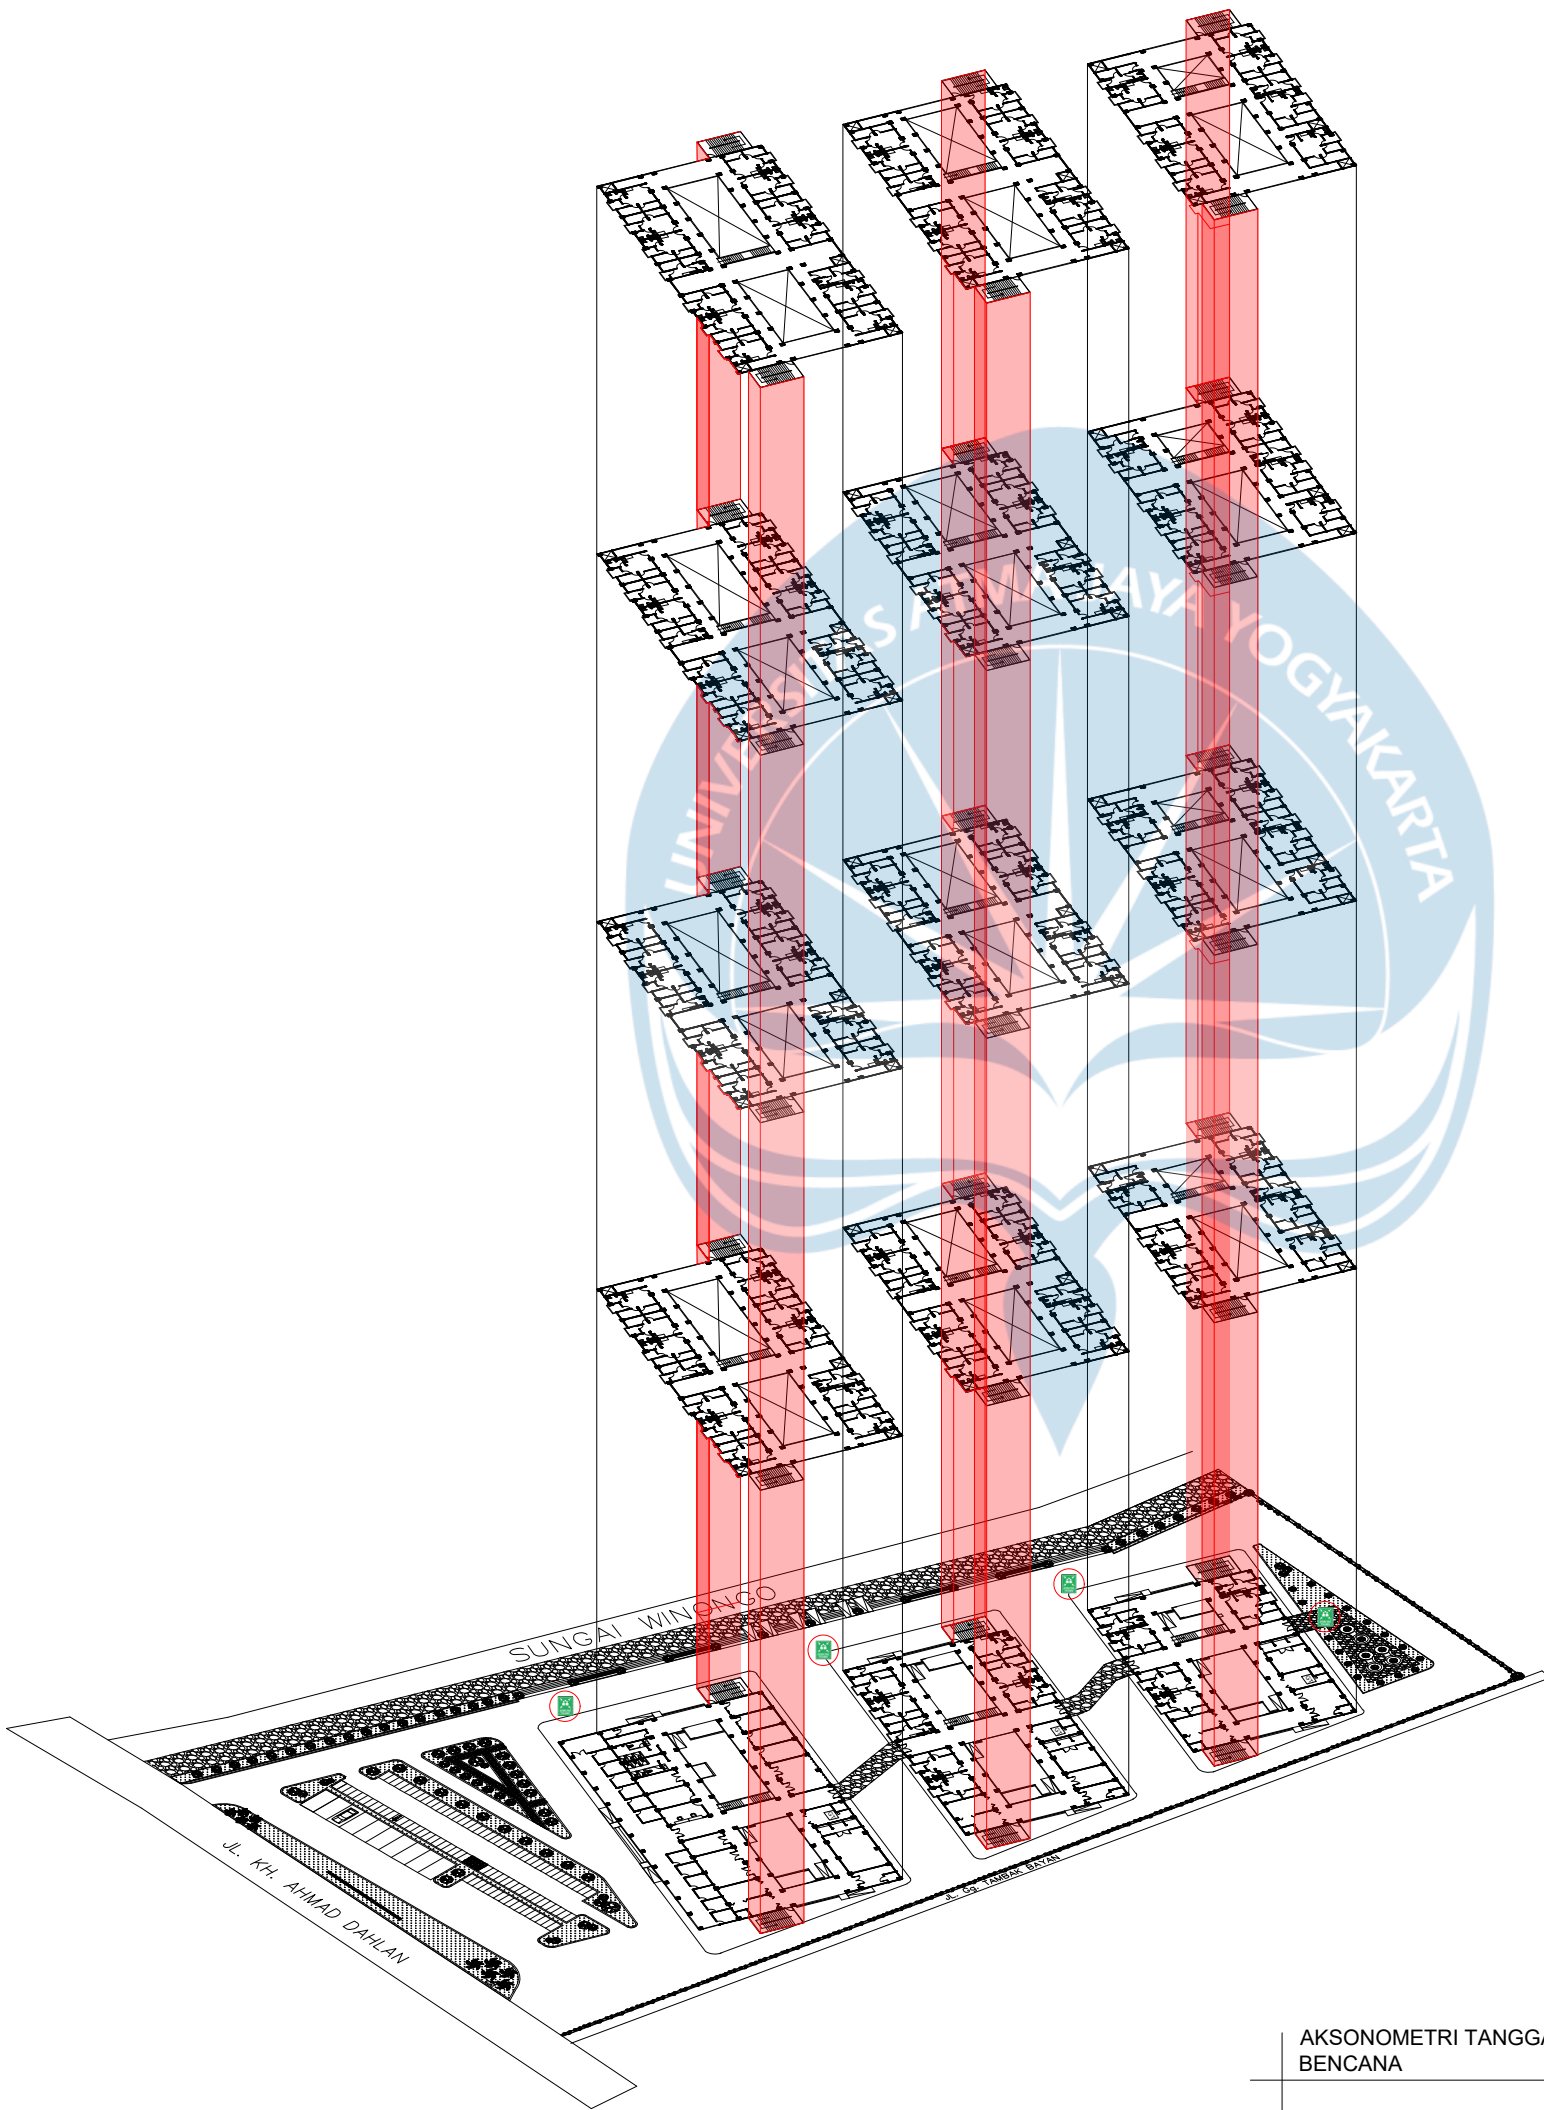 UNIVERSITAS ATMA JAYA YOGYAKARTA
SUNGAI WINONGO
JL. KH. AHMAD DAHLAN
JL. Gg. TAMBAK BAYAN
AKSONOMETRI TANGGA
BENCANA